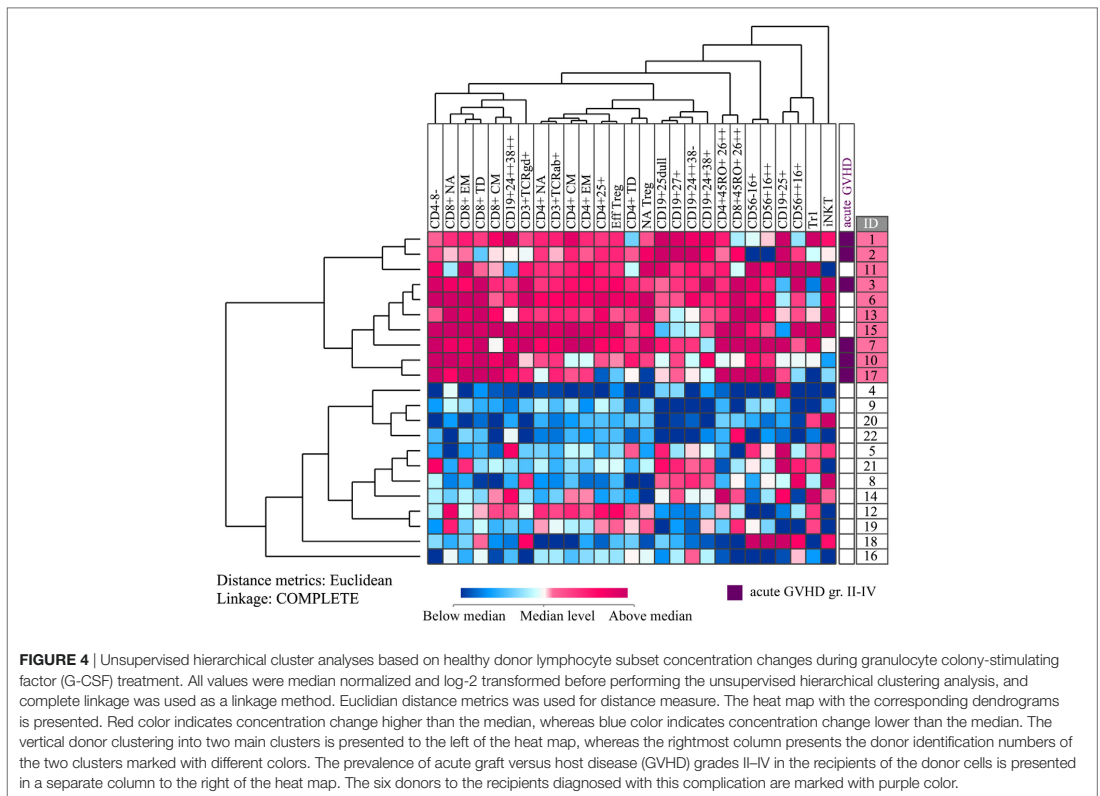 CD4-8-
CD8+ NA
CD8+ EM
CD8+ TD
CD8+ CM
CD19+24++38++
CD3+TCRgd+
CD4+ NA
CD3+TCRab+
CD4+ CM
CD4+ EM
CD4+25+
Eff Treg
CD4+ TD
NA Treg
CD19+25dull
CD19+27+
CD19+24++38-
CD19+24+38+
CD4+45RO+ 26++
CD8+45RO+ 26++
CD56-16+
CD56+16++
CD19+25+
CD56++16+
Tr1
iNKT
acute GVHD
ID
1
2
11
3
6
13
15
7
10
17
4
9
20
22
5
21
8
14
12
19
18
16
Distance metrics: Euclidean
Linkage: COMPLETE
Below median Median level Above median
acute GVHD gr. II-IV
FIGURE 4 | Unsupervised hierarchical cluster analyses based on healthy donor lymphocyte subset concentration changes during granulocyte colony-stimulating
factor (G-CSF) treatment. All values were median normalized and log-2 transformed before performing the unsupervised hierarchical clustering analysis, and
complete linkage was used as a linkage method. Euclidian distance metrics was used for distance measure. The heat map with the corresponding dendrograms
is presented. Red color indicates concentration change higher than the median, whereas blue color indicates concentration change lower than the median. The
vertical donor clustering into two main clusters is presented to the left of the heat map, whereas the rightmost column presents the donor identification numbers of
the two clusters marked with different colors. The prevalence of acute graft versus host disease (GVHD) grades II–IV in the recipients of the donor cells is presented
in a separate column to the right of the heat map. The six donors to the recipients diagnosed with this complication are marked with purple color.